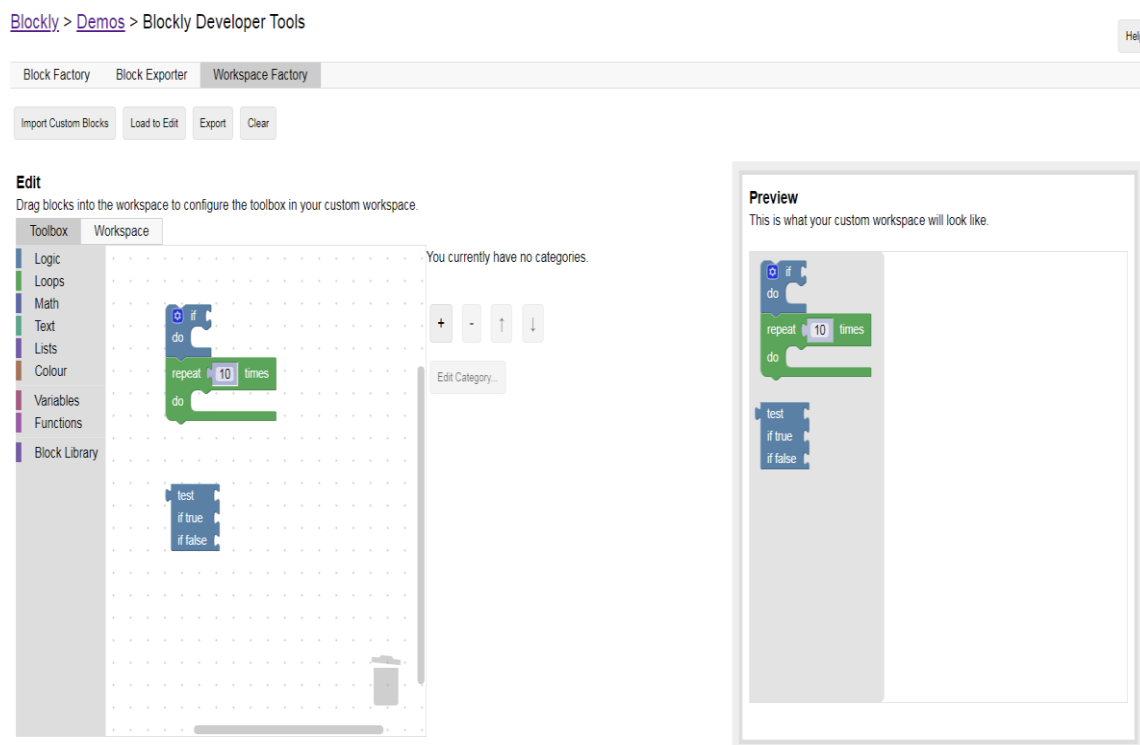 Blockly > Demos > Blockly Developer Tools
Block Factory Block Exporter Workspace Factory
Import Custom Blocks Load to Edit Export Clear
Edit
Drag blocks into the workspace to configure the toolbox in your custom workspace.
Toolbox Workspace
Logic
Loops
Math
Text
Lists
Colour
Variables
Functions
Block Library
if
do
repeat 10 times
do
test
if true
if false
You currently have no categories.
+ - ↑ ↓
Edit Category...
Preview
This is what your custom workspace will look like.
if
do
repeat 10 times
do
test
if true
if false